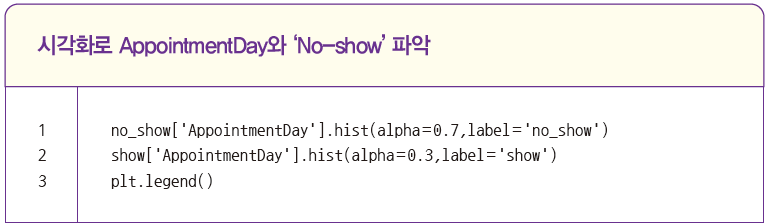 시각화로 AppointmentDay와 ‘No-show’ 파악
1 no_show['AppointmentDay'].hist(alpha=0.7,label='no_show')
2 show['AppointmentDay'].hist(alpha=0.3,label='show')
3 plt.legend()